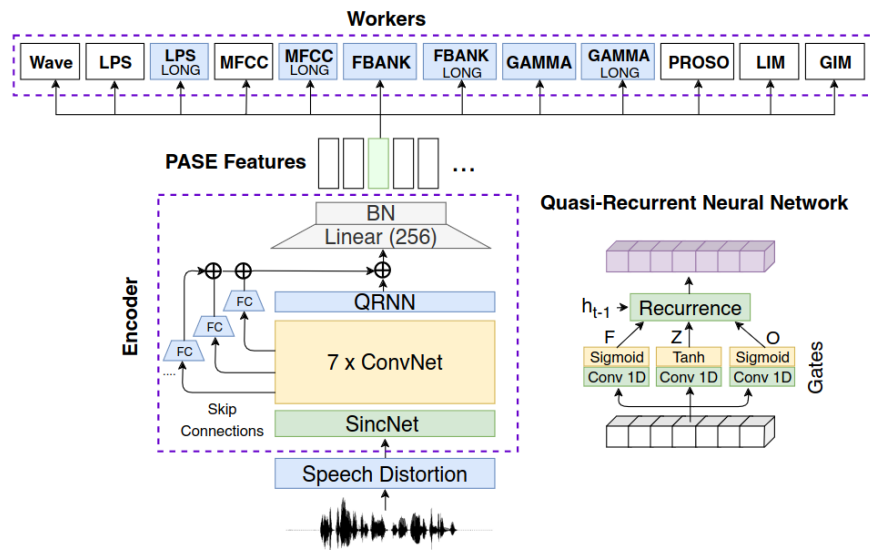 Workers
Wave
LPS
LPS
LONG
MFCC
MFCC
LONG
FBANK
FBANK
LONG
GAMMA
GAMMA
LONG
PROSO
LIM
GIM
PASE Features
...
Encoder
BN
Linear (256)
FC
FC
FC
....
QRNN
7 x ConvNet
Skip
Connections
SincNet
Speech Distortion
Quasi-Recurrent Neural Network
h t-1
Recurrence
F
Z
O
Sigmoid
Tanh
Sigmoid
Conv 1D
Conv 1D
Conv 1D
Gates